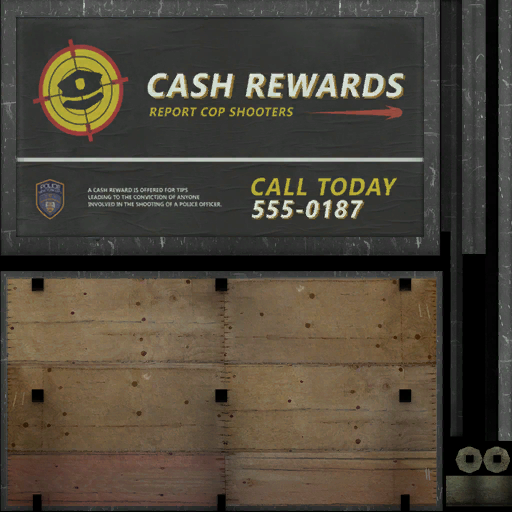 CASH REWARDS
REPORT COP SHOOTERS
POLICE
A CASH REWARD IS OFFERED FOR TIPS
LEADING TO THE CONVICTION OF ANYONE
INVOLVED IN THE SHOOTING OF A POLICE OFFICER.
CALL TODAY
555-0187